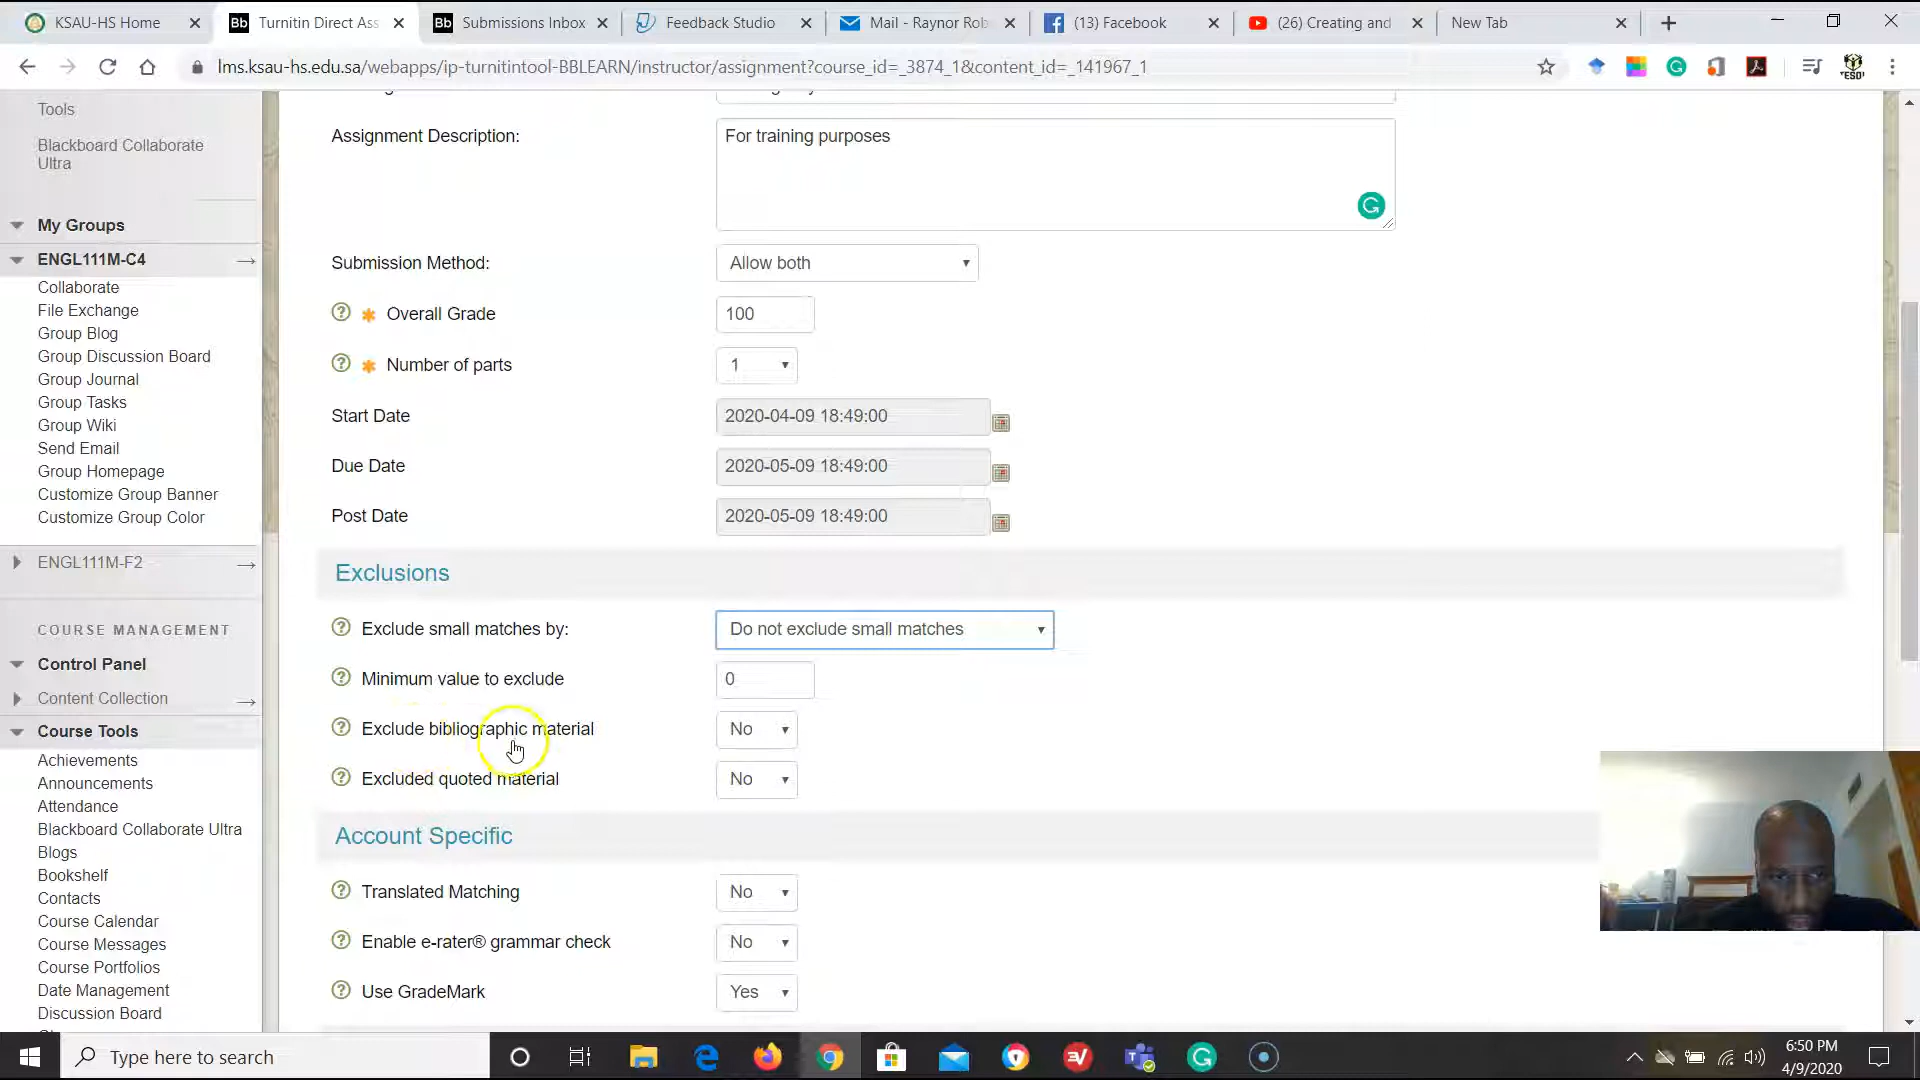 KSAU-HS Home
Turnitin Direct Ass
Submissions Inbox
Feedback Studio
Mail - Raynor Rob
(13) Facebook
(26) Creating and
New Tab
lms.ksau-hs.edu.sa/webapps/ip-turnitintool-BBLEARN/instructor/assignment?course_id=_3874_1&content_id=_141967_1
Tools
Blackboard Collaborate
Ultra
My Groups
ENGL111M-C4
Collaborate
File Exchange
Group Blog
Group Discussion Board
Group Journal
Group Tasks
Group Wiki
Send Email
Group Homepage
Customize Group Banner
Customize Group Color
ENGL111M-F2
COURSE MANAGEMENT
Control Panel
Content Collection
Course Tools
Achievements
Announcements
Attendance
Blackboard Collaborate Ultra
Blogs
Bookshelf
Contacts
Course Calendar
Course Messages
Course Portfolios
Date Management
Discussion Board
Assignment Description:
For training purposes
Submission Method:
Allow both
Overall Grade
100
Number of parts
1
Start Date
2020-04-09 18:49:00
Due Date
2020-05-09 18:49:00
Post Date
2020-05-09 18:49:00
Exclusions
Exclude small matches by:
Do not exclude small matches
Minimum value to exclude
0
Exclude bibliographic material
No
Excluded quoted material
No
Account Specific
Translated Matching
No
Enable e-rater® grammar check
No
Use GradeMark
Yes
Type here to search
6:50 PM
4/9/2020